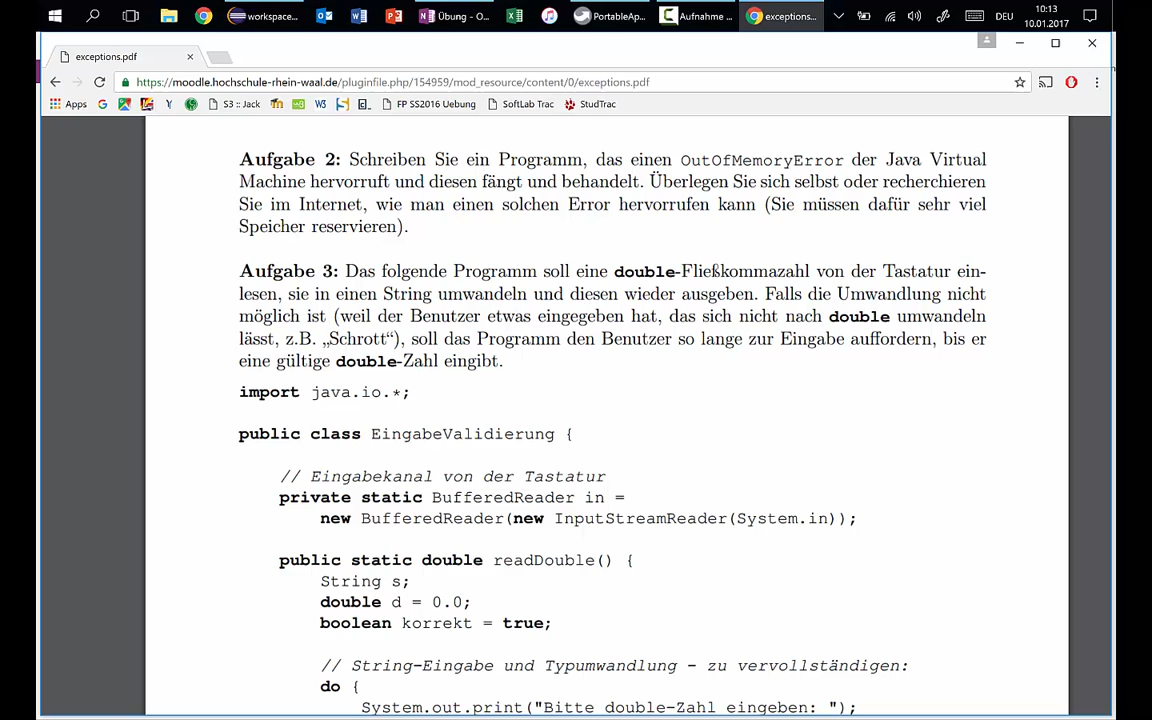 workspace...
Übung - O...
PortableAp...
Aufnahme ...
exceptions...
DEU
10:13
10.01.2017
exceptions.pdf
https://moodle.hochschule-rhein-waal.de/pluginfile.php/154959/mod_resource/content/0/exceptions.pdf
Apps
S3 :: Jack
FP SS2016 Uebung
SoftLab Trac
StudTrac
Aufgabe 2: Schreiben Sie ein Programm, das einen OutOfMemoryError der Java Virtual
Machine hervorruft und diesen fängt und behandelt. Überlegen Sie sich selbst oder recherchieren
Sie im Internet, wie man einen solchen Error hervorrufen kann (Sie müssen dafür sehr viel
Speicher reservieren).
Aufgabe 3: Das folgende Programm soll eine double-Fließkommazahl von der Tastatur ein-
lesen, sie in einen String umwandeln und diesen wieder ausgeben. Falls die Umwandlung nicht
möglich ist (weil der Benutzer etwas eingegeben hat, das sich nicht nach double umwandeln
lässt, z.B. „Schrott“), soll das Programm den Benutzer so lange zur Eingabe auffordern, bis er
eine gültige double-Zahl eingibt.
import java.io.*;
public class EingabeValidierung {
// Eingabekanal von der Tastatur
private static BufferedReader in =
new BufferedReader(new InputStreamReader(System.in));
public static double readDouble() {
String s;
double d = 0.0;
boolean korrekt = true;
// String-Eingabe und Typumwandlung - zu vervollständigen:
do {
System.out.print("Bitte double-Zahl eingeben: ");